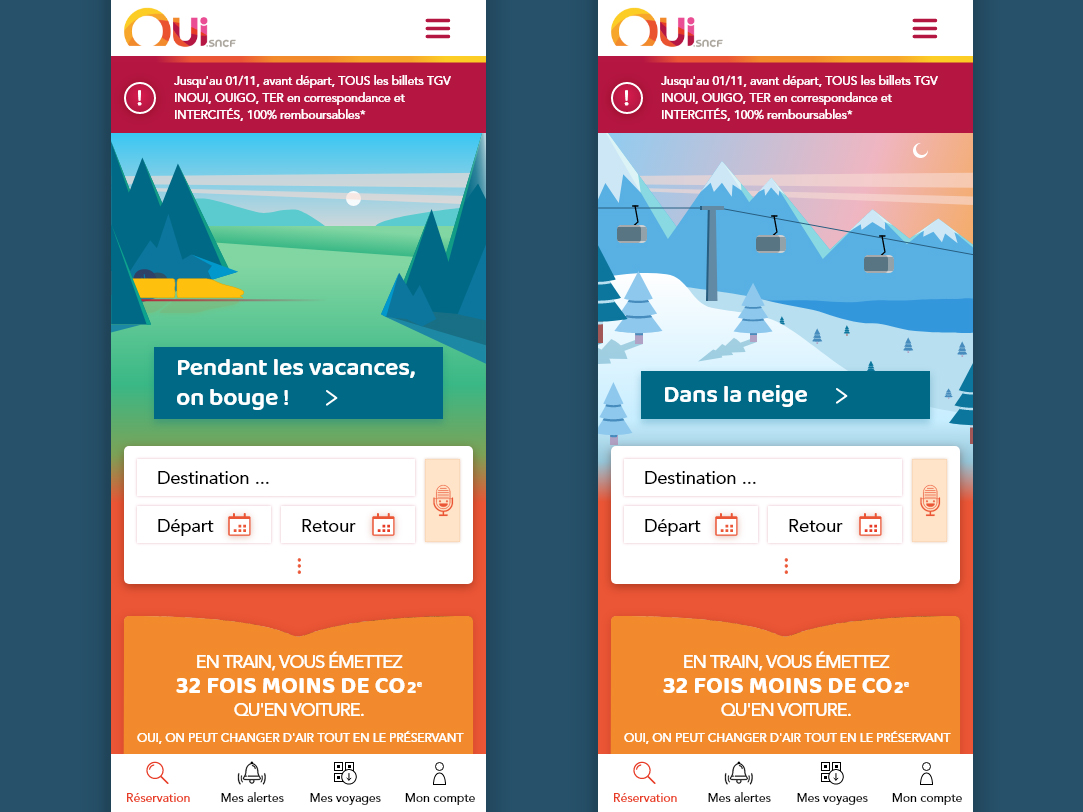 OUi.SNCF
Jusqu'au 01/11, avant départ, TOUS les billets TGV
INOUI, OUIGO, TER en correspondance et
INTERCITÉS, 100% remboursables*
Pendant les vacances,
on bouge ! >
Destination ...
Départ Retour
EN TRAIN, VOUS ÉMETTEZ
32 FOIS MOINS DE CO2e
QU'EN VOITURE.
OUI, ON PEUT CHANGER D'AIR TOUT EN LE PRÉSERVANT
Réservation Mes alertes Mes voyages Mon compte
OUi.SNCF
Jusqu'au 01/11, avant départ, TOUS les billets TGV
INOUI, OUIGO, TER en correspondance et
INTERCITÉS, 100% remboursables*
Dans la neige >
Destination ...
Départ Retour
EN TRAIN, VOUS ÉMETTEZ
32 FOIS MOINS DE CO2e
QU'EN VOITURE.
OUI, ON PEUT CHANGER D'AIR TOUT EN LE PRÉSERVANT
Réservation Mes alertes Mes voyages Mon compte